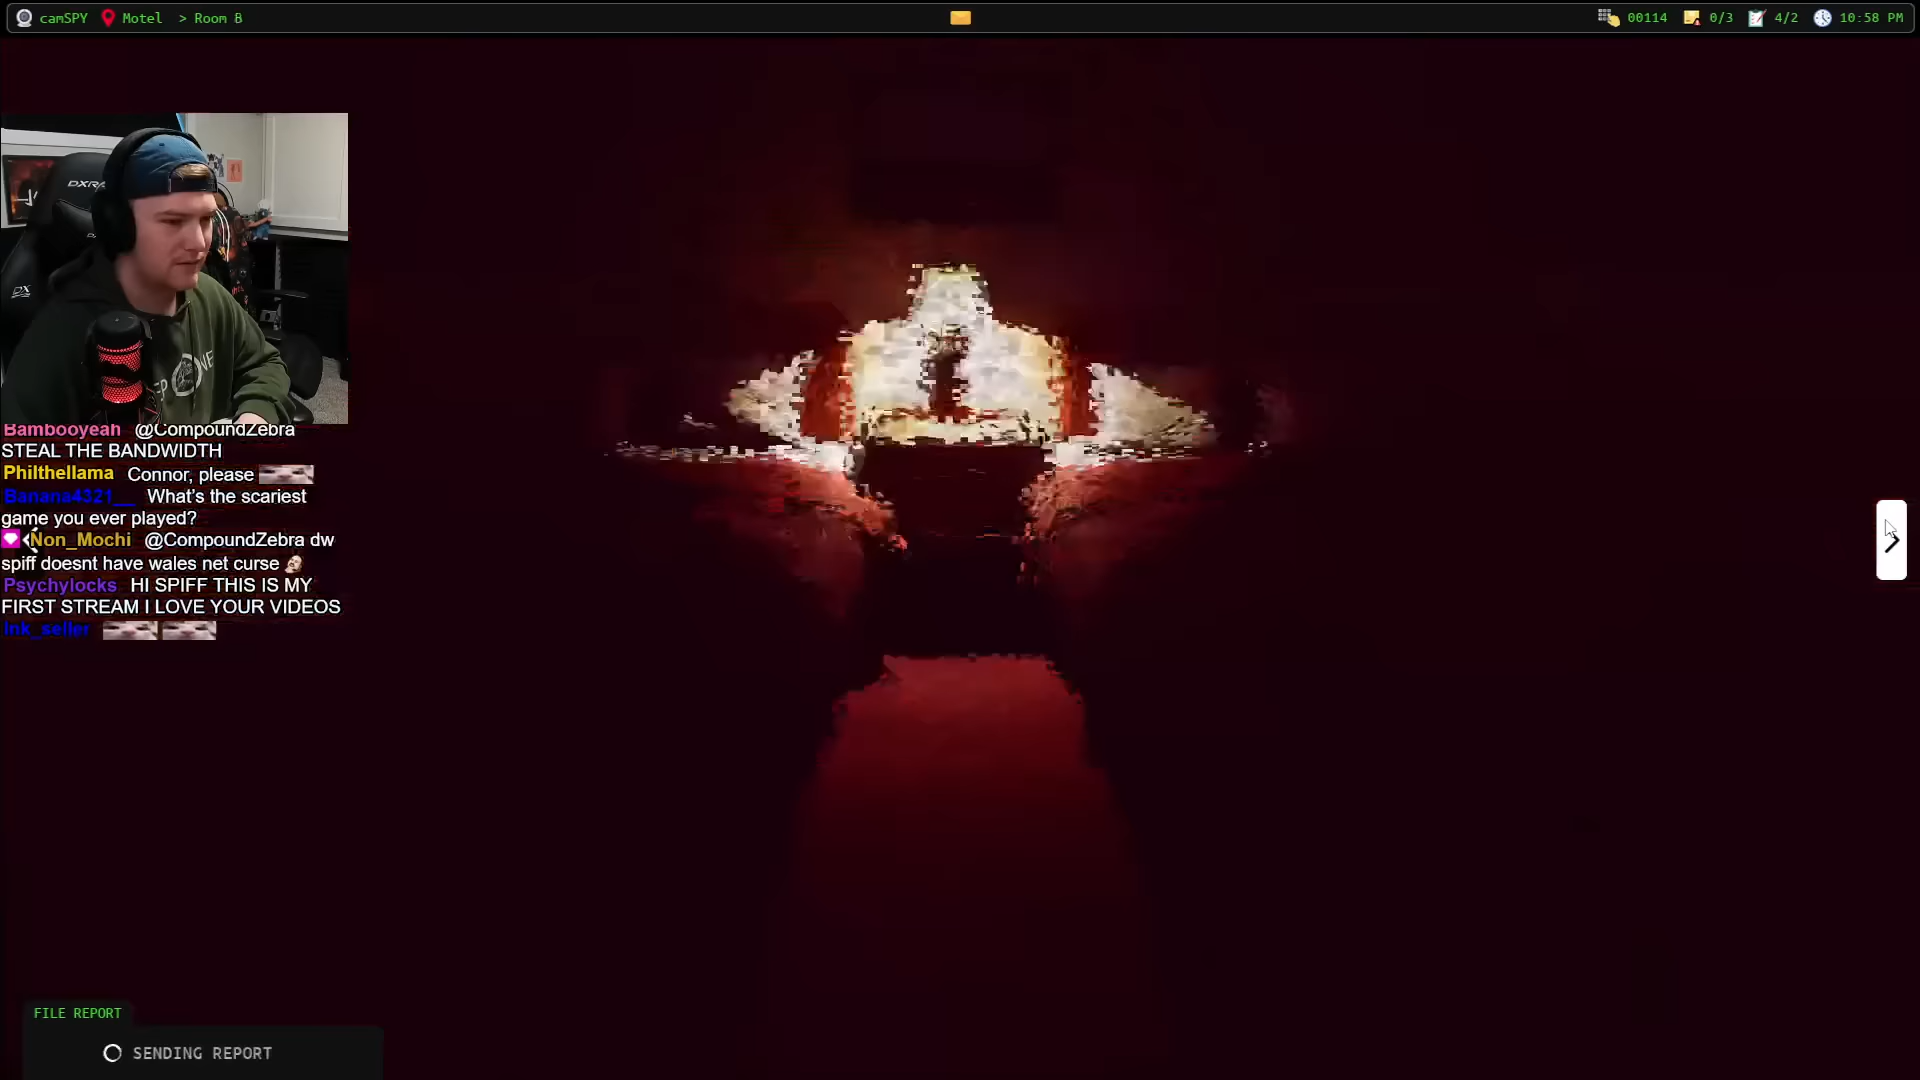 camSPY Motel > Room B 00114 0/3 4/2 10:58 PM
DXRA
DX
Bambooyeah @CompoundZebra
STEAL THE BANDWIDTH
Philthellama Connor, please
Banana4321__ What's the scariest
game you ever played?
Non_Mochi @CompoundZebra dw
spiff doesnt have wales net curse
Psychylocks HI SPIFF THIS IS MY
FIRST STREAM I LOVE YOUR VIDEOS
Ink_seller
FILE REPORT
SENDING REPORT